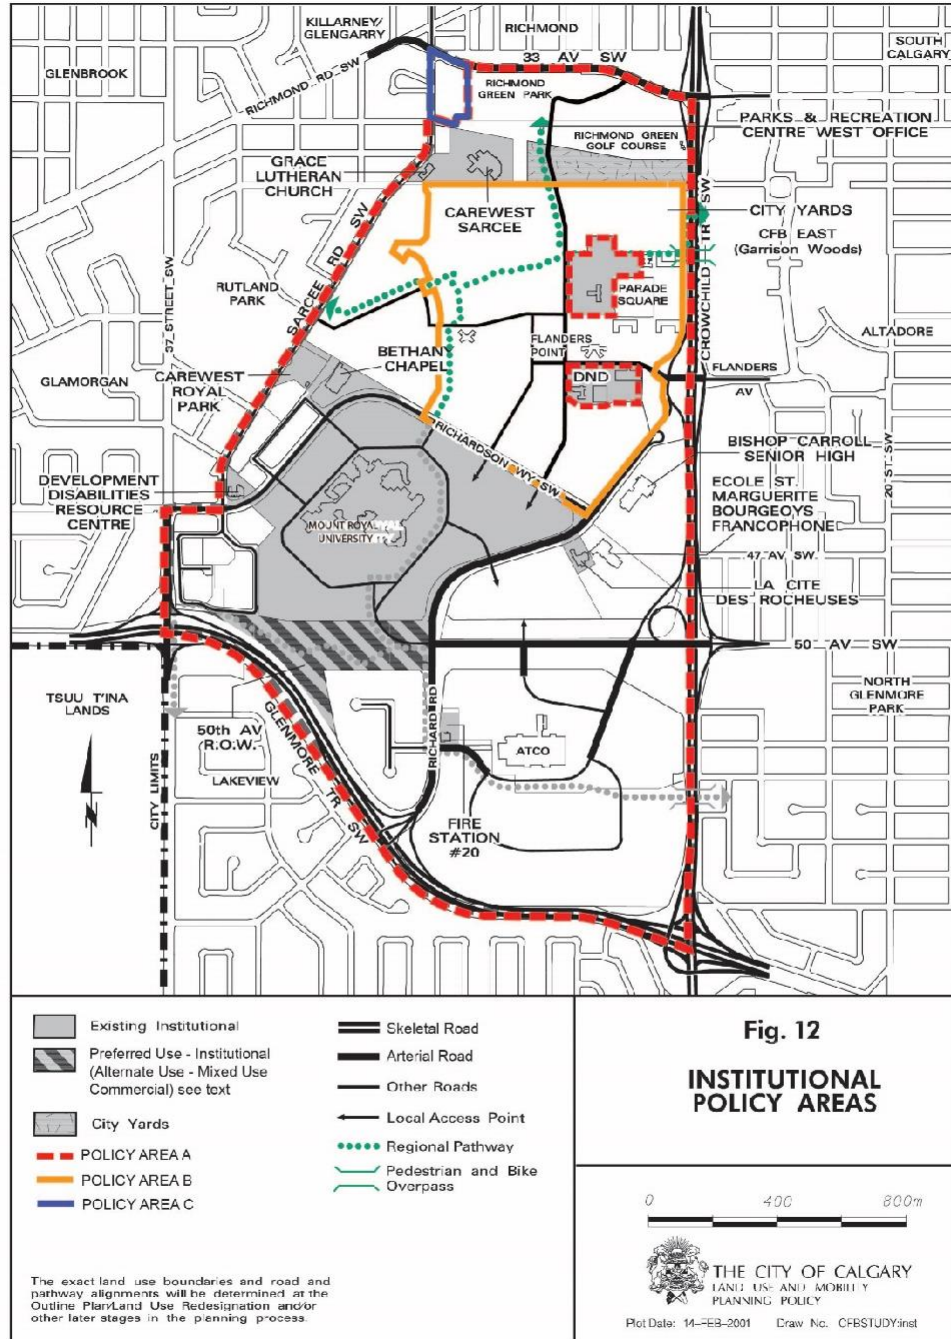 KILLARNEY/
GLENGARRY
RICHMOND
SOUTH
CALGARY
GLENBROOK
RICHMOND RD SW
33 AV SW
RICHMOND
GREEN PARK
PARKS & RECREATION
CENTRE WEST OFFICE
RICHMOND GREEN
GOLF COURSE
GRACE
LUTHERAN
CHURCH
CAREWEST
SARCEE
CITY YARDS
CFB EAST
(Garrison Woods)
SARCEE RD SW
CROWCHILD TR SW
37 STREET SW
RUTLAND
PARK
PARADE
SQUARE
ALTADORE
FLANDERS
POINT
BETHANY
CHAPEL
GLAMORGAN
CAREWEST
ROYAL
PARK
DND
FLANDERS
AV
RICHARDSON WY SW
BISHOP CARROLL
SENIOR HIGH
20 ST SW
DEVELOPMENT
DISABILITIES
RESOURCE
CENTRE
ECOLE ST.
MARGUERITE
BOURGEOYS
FRANCOPHONE
MOUNT ROYAL
UNIVERSITY
47 AV SW
LA CITE
DES ROCHEUSES
50 AV SW
TSUU T'INA
LANDS
NORTH
GLENMORE
PARK
50th AV
R.O.W.
GLENMORE TR SW
RICHARD RD
ATCO
LAKEVIEW
CITY LIMITS
N
FIRE
STATION
#20
Existing Institutional
Preferred Use - Institutional
(Alternate Use - Mixed Use
Commercial) see text
City Yards
POLICY AREA A
POLICY AREA B
POLICY AREA C
Skeletal Road
Arterial Road
Other Roads
Local Access Point
Regional Pathway
Pedestrian and Bike
Overpass
The exact land use boundaries and road and
pathway alignments will be determined at the
Outline Plan/Land Use Redesignation and/or
other later stages in the planning process.
Fig. 12
INSTITUTIONAL
POLICY AREAS
0 400 800m
THE CITY OF CALGARY
LAND USE AND MOBILITY
PLANNING POLICY
Plot Date: 14-FEB-2001 Draw No. CFBSTUDY:inst